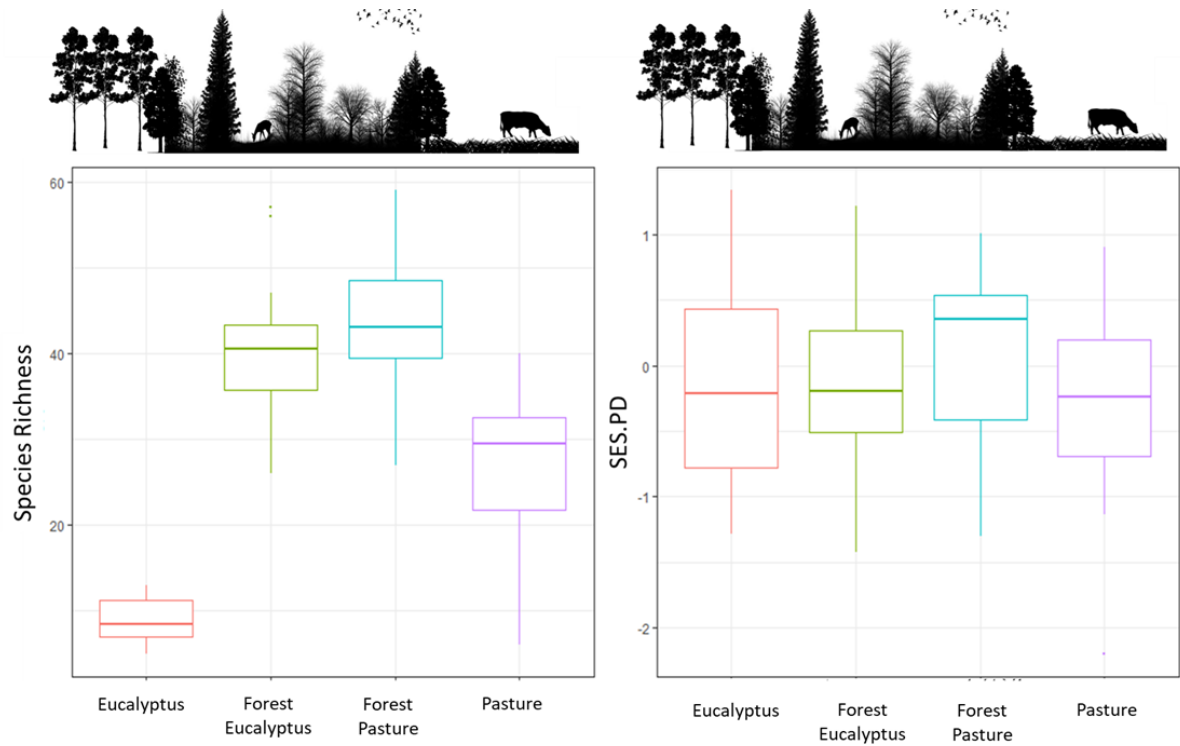 Species Richness
60
40
20
Eucalyptus
Forest
Eucalyptus
Forest
Pasture
Pasture
SES.PD
1
0
-1
-2
Eucalyptus
Forest
Eucalyptus
Forest
Pasture
Pasture